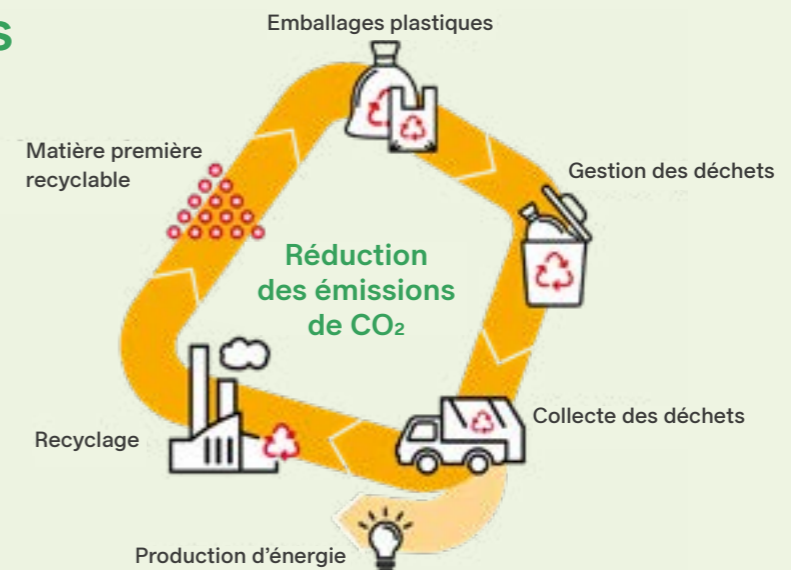 s
Emballages plastiques
Matière première
recyclable
Gestion des déchets
Réduction
des émissions
de CO₂
Collecte des déchets
Recyclage
Production d’énergie